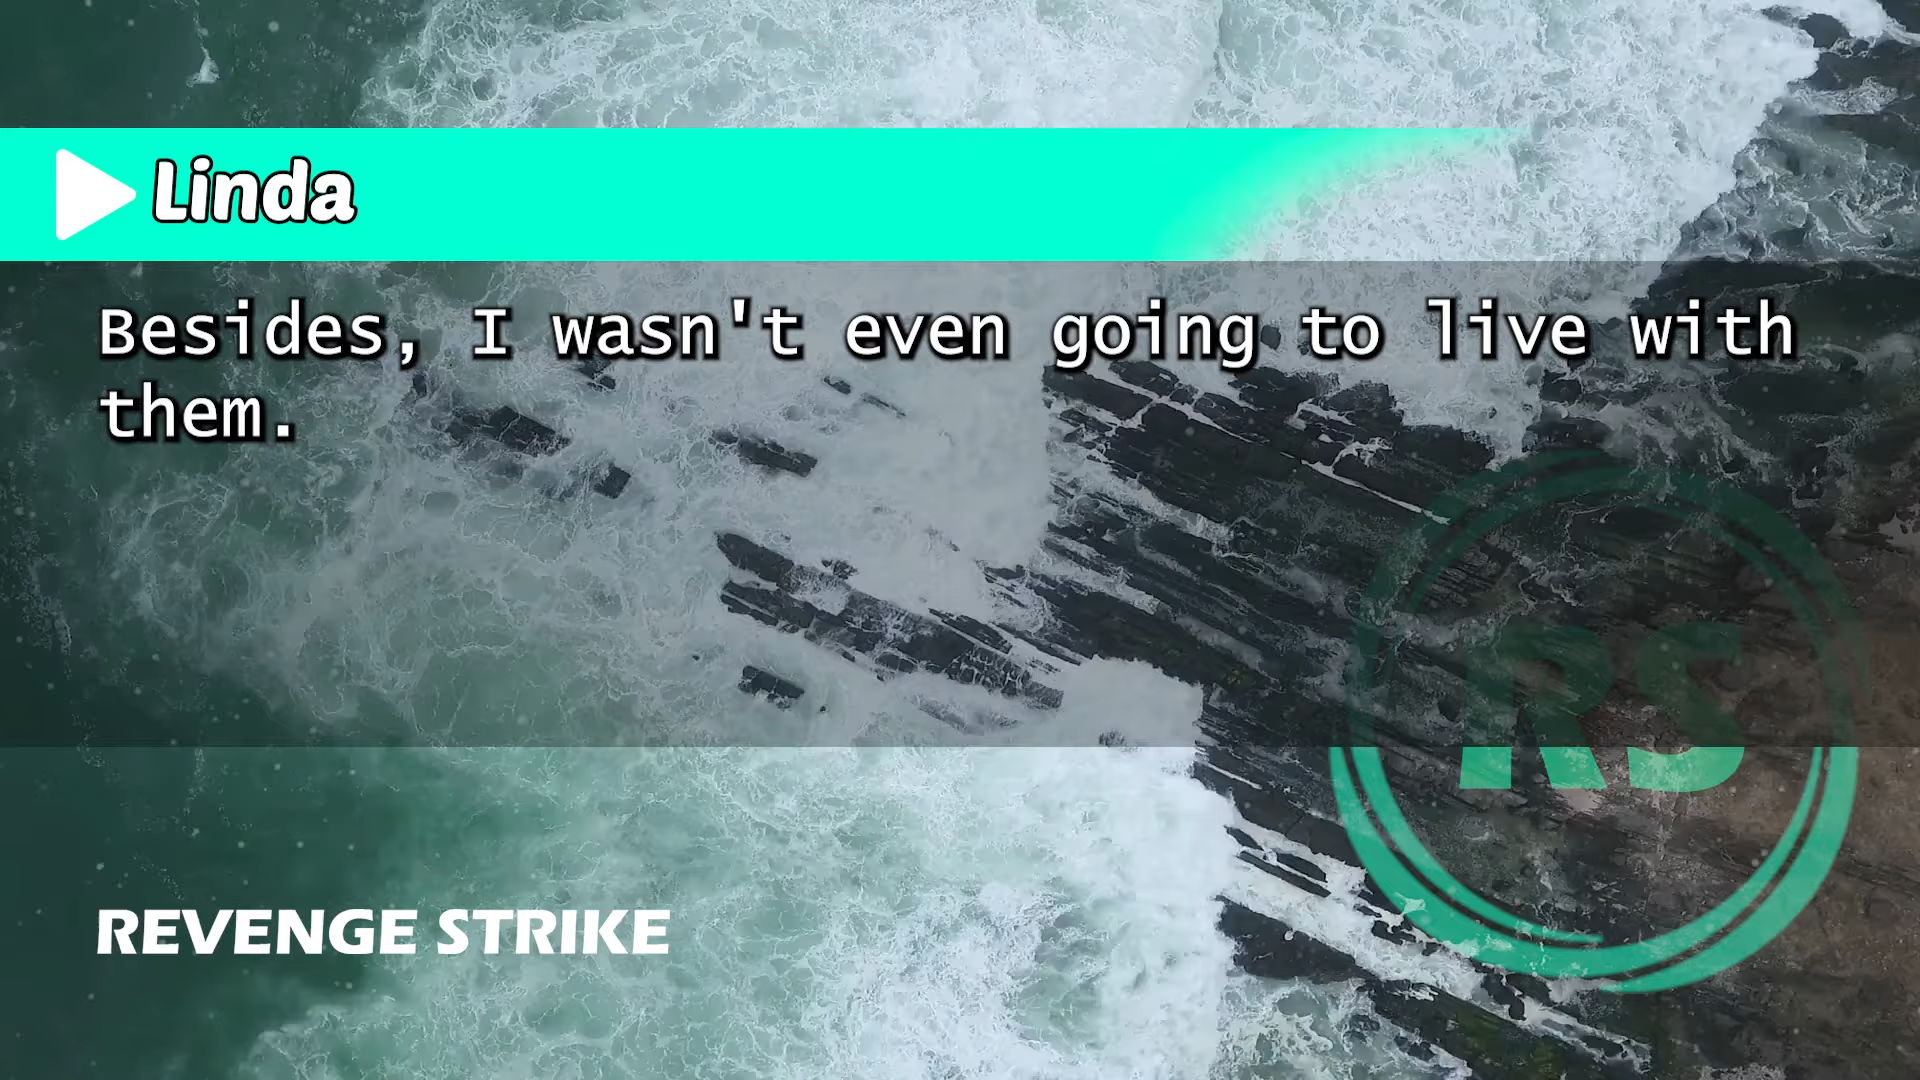 Linda
Besides, I wasn't even going to live with
them.
RS
REVENGE STRIKE